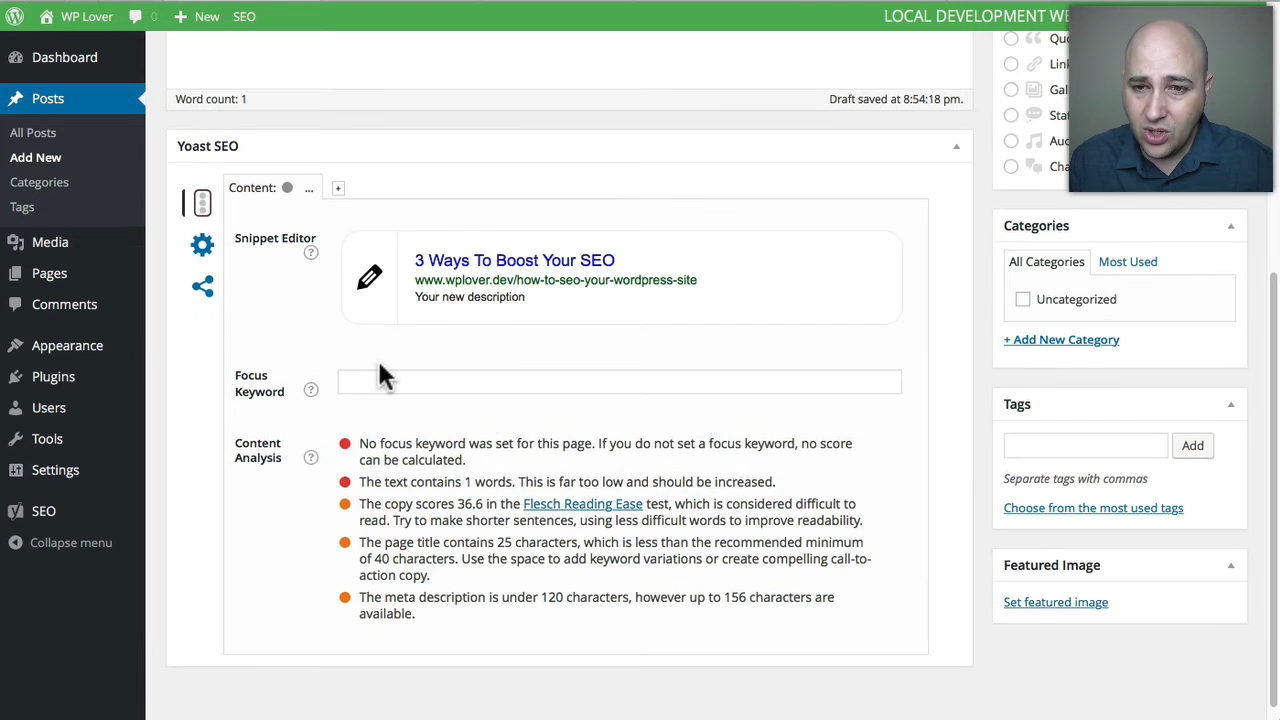 WP Lover 0 New SEO LOCAL DEVELOPMENT WE
Dashboard
Posts
All Posts
Add New
Categories
Tags
Media
Pages
Comments
Appearance
Plugins
Users
Tools
Settings
SEO
Collapse menu
Word count: 1 Draft saved at 8:54:18 pm.
Yoast SEO
Content: ... +
Snippet Editor ?
3 Ways To Boost Your SEO
www.wplover.dev/how-to-seo-your-wordpress-site
Your new description
Focus
Keyword ?
Content
Analysis ?
No focus keyword was set for this page. If you do not set a focus keyword, no score
can be calculated.
The text contains 1 words. This is far too low and should be increased.
The copy scores 36.6 in the Flesch Reading Ease test, which is considered difficult to
read. Try to make shorter sentences, using less difficult words to improve readability.
The page title contains 25 characters, which is less than the recommended minimum
of 40 characters. Use the space to add keyword variations or create compelling call-to-
action copy.
The meta description is under 120 characters, however up to 156 characters are
available.
Quo
Link
Gal
Stat
Aud
Cha
Categories
All Categories Most Used
Uncategorized
+ Add New Category
Tags
Add
Separate tags with commas
Choose from the most used tags
Featured Image
Set featured image